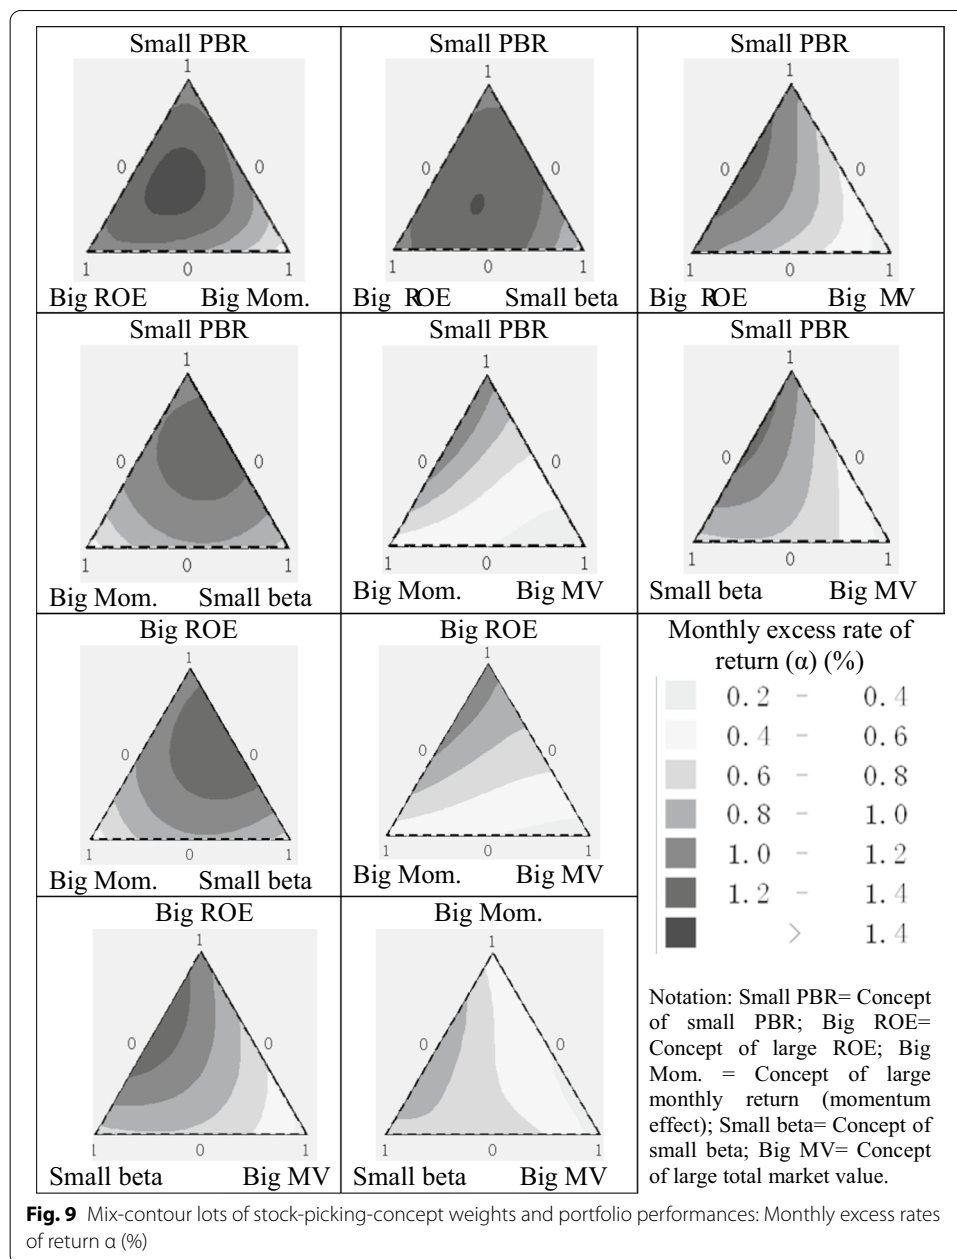 Small PBR
1
0 0
1 0 1
Big ROE Big Mom.
Small PBR
1
0 0
1 0 1
Big ROE Small beta
Small PBR
1
0 0
1 0 1
Big ROE Big MV
Small PBR
1
0 0
1 0 1
Big Mom. Small beta
Small PBR
1
0 0
1 0 1
Big Mom. Big MV
Small PBR
1
0 0
1 0 1
Small beta Big MV
Big ROE
1
0 0
1 0 1
Big Mom. Small beta
Big ROE
1
0 0
1 0 1
Big Mom. Big MV
Monthly excess rate of
return (α) (%)
0.2 - 0.4
0.4 - 0.6
0.6 - 0.8
0.8 - 1.0
1.0 - 1.2
1.2 - 1.4
> 1.4
Big ROE
1
0 0
1 0 1
Small beta Big MV
Big Mom.
1
0 0
1 0 1
Small beta Big MV
Notation: Small PBR= Concept
of small PBR; Big ROE=
Concept of large ROE; Big
Mom. = Concept of large
monthly return (momentum
effect); Small beta= Concept of
small beta; Big MV= Concept
of large total market value.
Fig. 9 Mix-contour lots of stock-picking-concept weights and portfolio performances: Monthly excess rates
of return α (%)